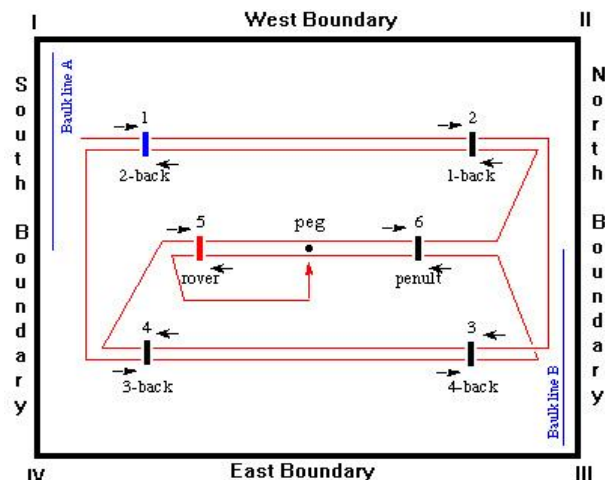 I West Boundary II
South Boundary
Baulk line A
North Boundary
1
2
2-back
1-back
5
peg
6
rover
penult
4
3
3-back
4-back
Baulk line B
IV East Boundary III